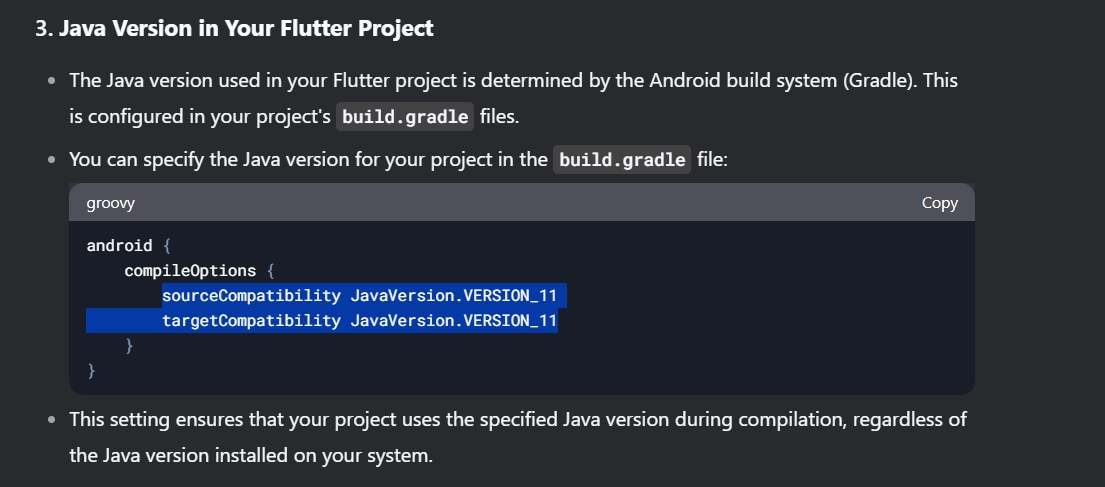 3. Java Version in Your Flutter Project
• The Java version used in your Flutter project is determined by the Android build system (Gradle). This
is configured in your project's build.gradle files.
• You can specify the Java version for your project in the build.gradle file:
groovy Copy
android {
    compileOptions {
        sourceCompatibility JavaVersion.VERSION_11
        targetCompatibility JavaVersion.VERSION_11
    }
}
• This setting ensures that your project uses the specified Java version during compilation, regardless of
the Java version installed on your system.